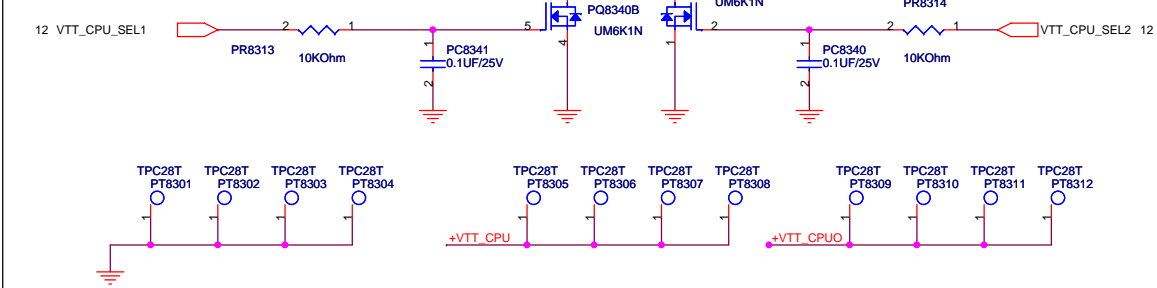 UM6K1N
PR8314
PQ8340B
UM6K1N
12 VTT_CPU_SEL1
2 1
5
4
1
2
2 1
VTT_CPU_SEL2 12
PR8313
10KOhm
1
PC8341
0.1UF/25V
2
1
PC8340
0.1UF/25V
2
10KOhm
TPC28T TPC28T TPC28T TPC28T
PT8301 PT8302 PT8303 PT8304
1 1 1 1
TPC28T TPC28T TPC28T TPC28T
PT8305 PT8306 PT8307 PT8308
1 1 1 1
+VTT_CPU
TPC28T TPC28T TPC28T TPC28T
PT8309 PT8310 PT8311 PT8312
1 1 1 1
+VTT_CPUO